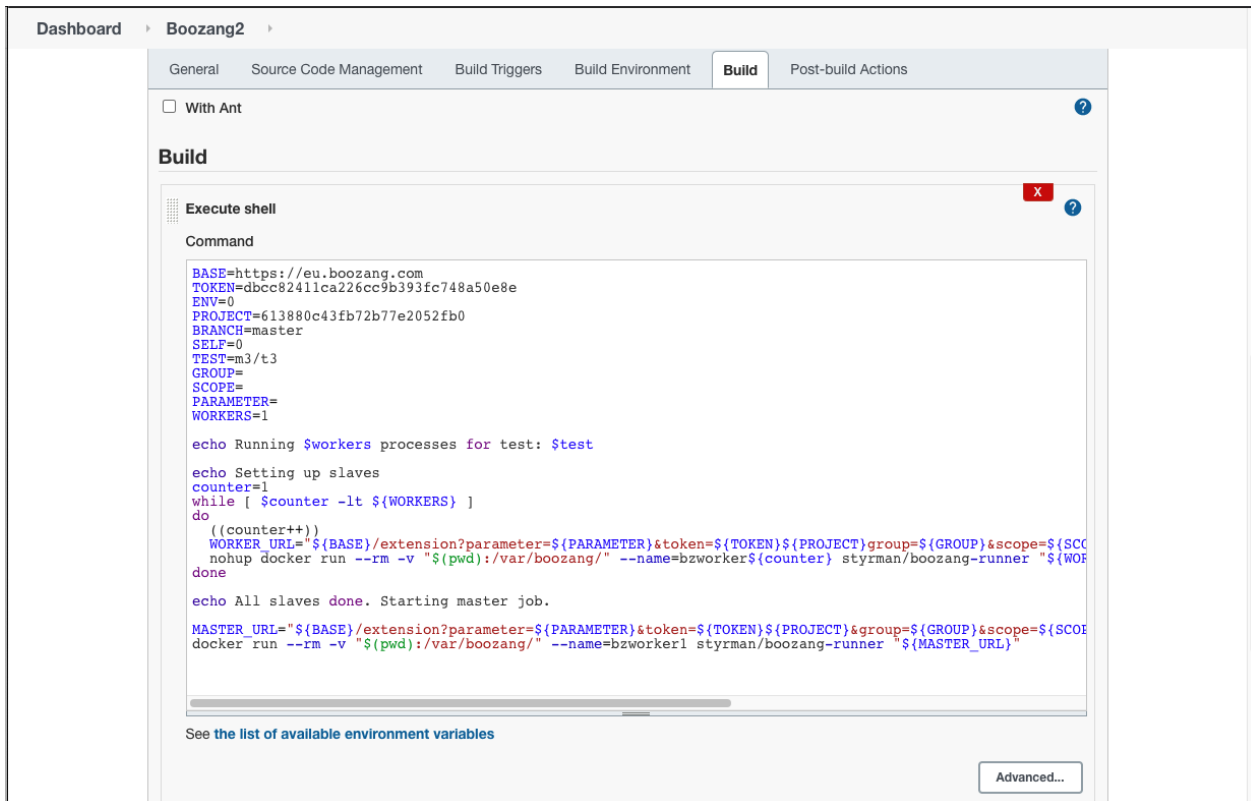 Dashboard Boozang2
General Source Code Management Build Triggers Build Environment Build Post-build Actions
With Ant
?
Build
X
Execute shell
?
Command
BASE=https://eu.boozang.com
TOKEN=dbcc82411ca226cc9b393fc748a50e8e
ENV=0
PROJECT=613880c43fb72b77e2052fb0
BRANCH=master
SELF=0
TEST=m3/t3
GROUP=
SCOPE=
PARAMETER=
WORKERS=1
echo Running $workers processes for test: $test
echo Setting up slaves
counter=1
while [ $counter -lt ${WORKERS} ]
do
((counter++))
WORKER_URL="${BASE}/extension?parameter=${PARAMETER}&token=${TOKEN}${PROJECT}group=${GROUP}&scope=${SCO
nohup docker run --rm -v "$(pwd):/var/boozang/" --name=bzworker${counter} styrman/boozang-runner "${WOR
done
echo All slaves done. Starting master job.
MASTER_URL="${BASE}/extension?parameter=${PARAMETER}&token=${TOKEN}${PROJECT}&group=${GROUP}&scope=${SCOP
docker run --rm -v "$(pwd):/var/boozang/" --name=bzworker1 styrman/boozang-runner "${MASTER_URL}"
See the list of available environment variables
Advanced...